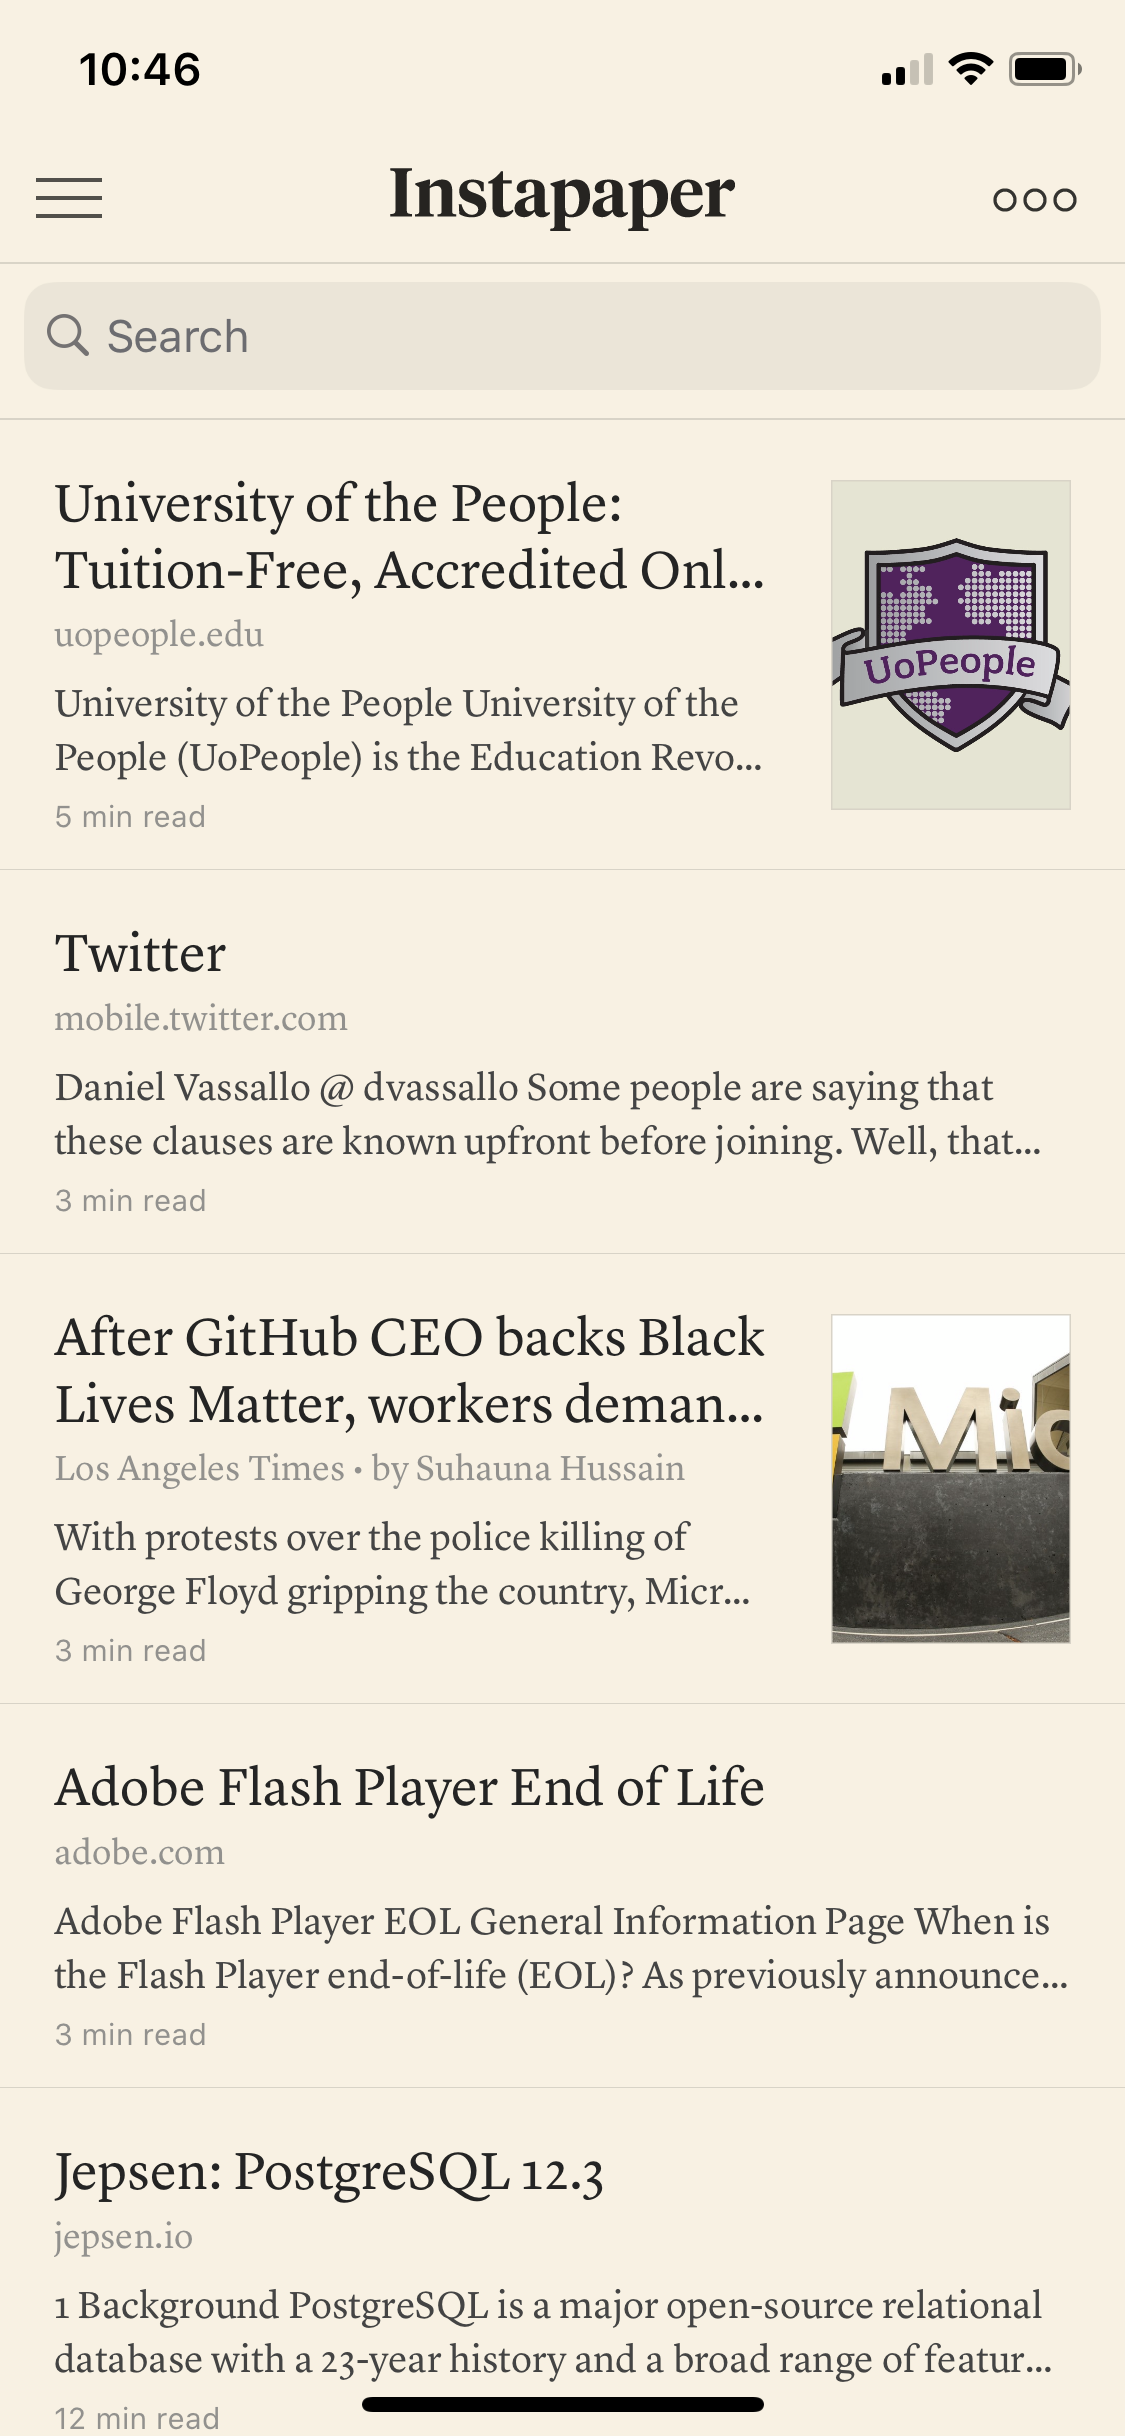 10:46
Instapaper
Search
University of the People:
Tuition-Free, Accredited Onl...
uopeople.edu
University of the People University of the
People (UoPeople) is the Education Revo...
5 min read
UoPeople
Twitter
mobile.twitter.com
Daniel Vassallo @ dvassallo Some people are saying that
these clauses are known upfront before joining. Well, that...
3 min read
After GitHub CEO backs Black
Lives Matter, workers deman...
Los Angeles Times • by Suhauna Hussain
With protests over the police killing of
George Floyd gripping the country, Micr...
3 min read
Mic
Adobe Flash Player End of Life
adobe.com
Adobe Flash Player EOL General Information Page When is
the Flash Player end-of-life (EOL)? As previously announce...
3 min read
Jepsen: PostgreSQL 12.3
jepsen.io
1 Background PostgreSQL is a major open-source relational
database with a 23-year history and a broad range of featur...
12 min read